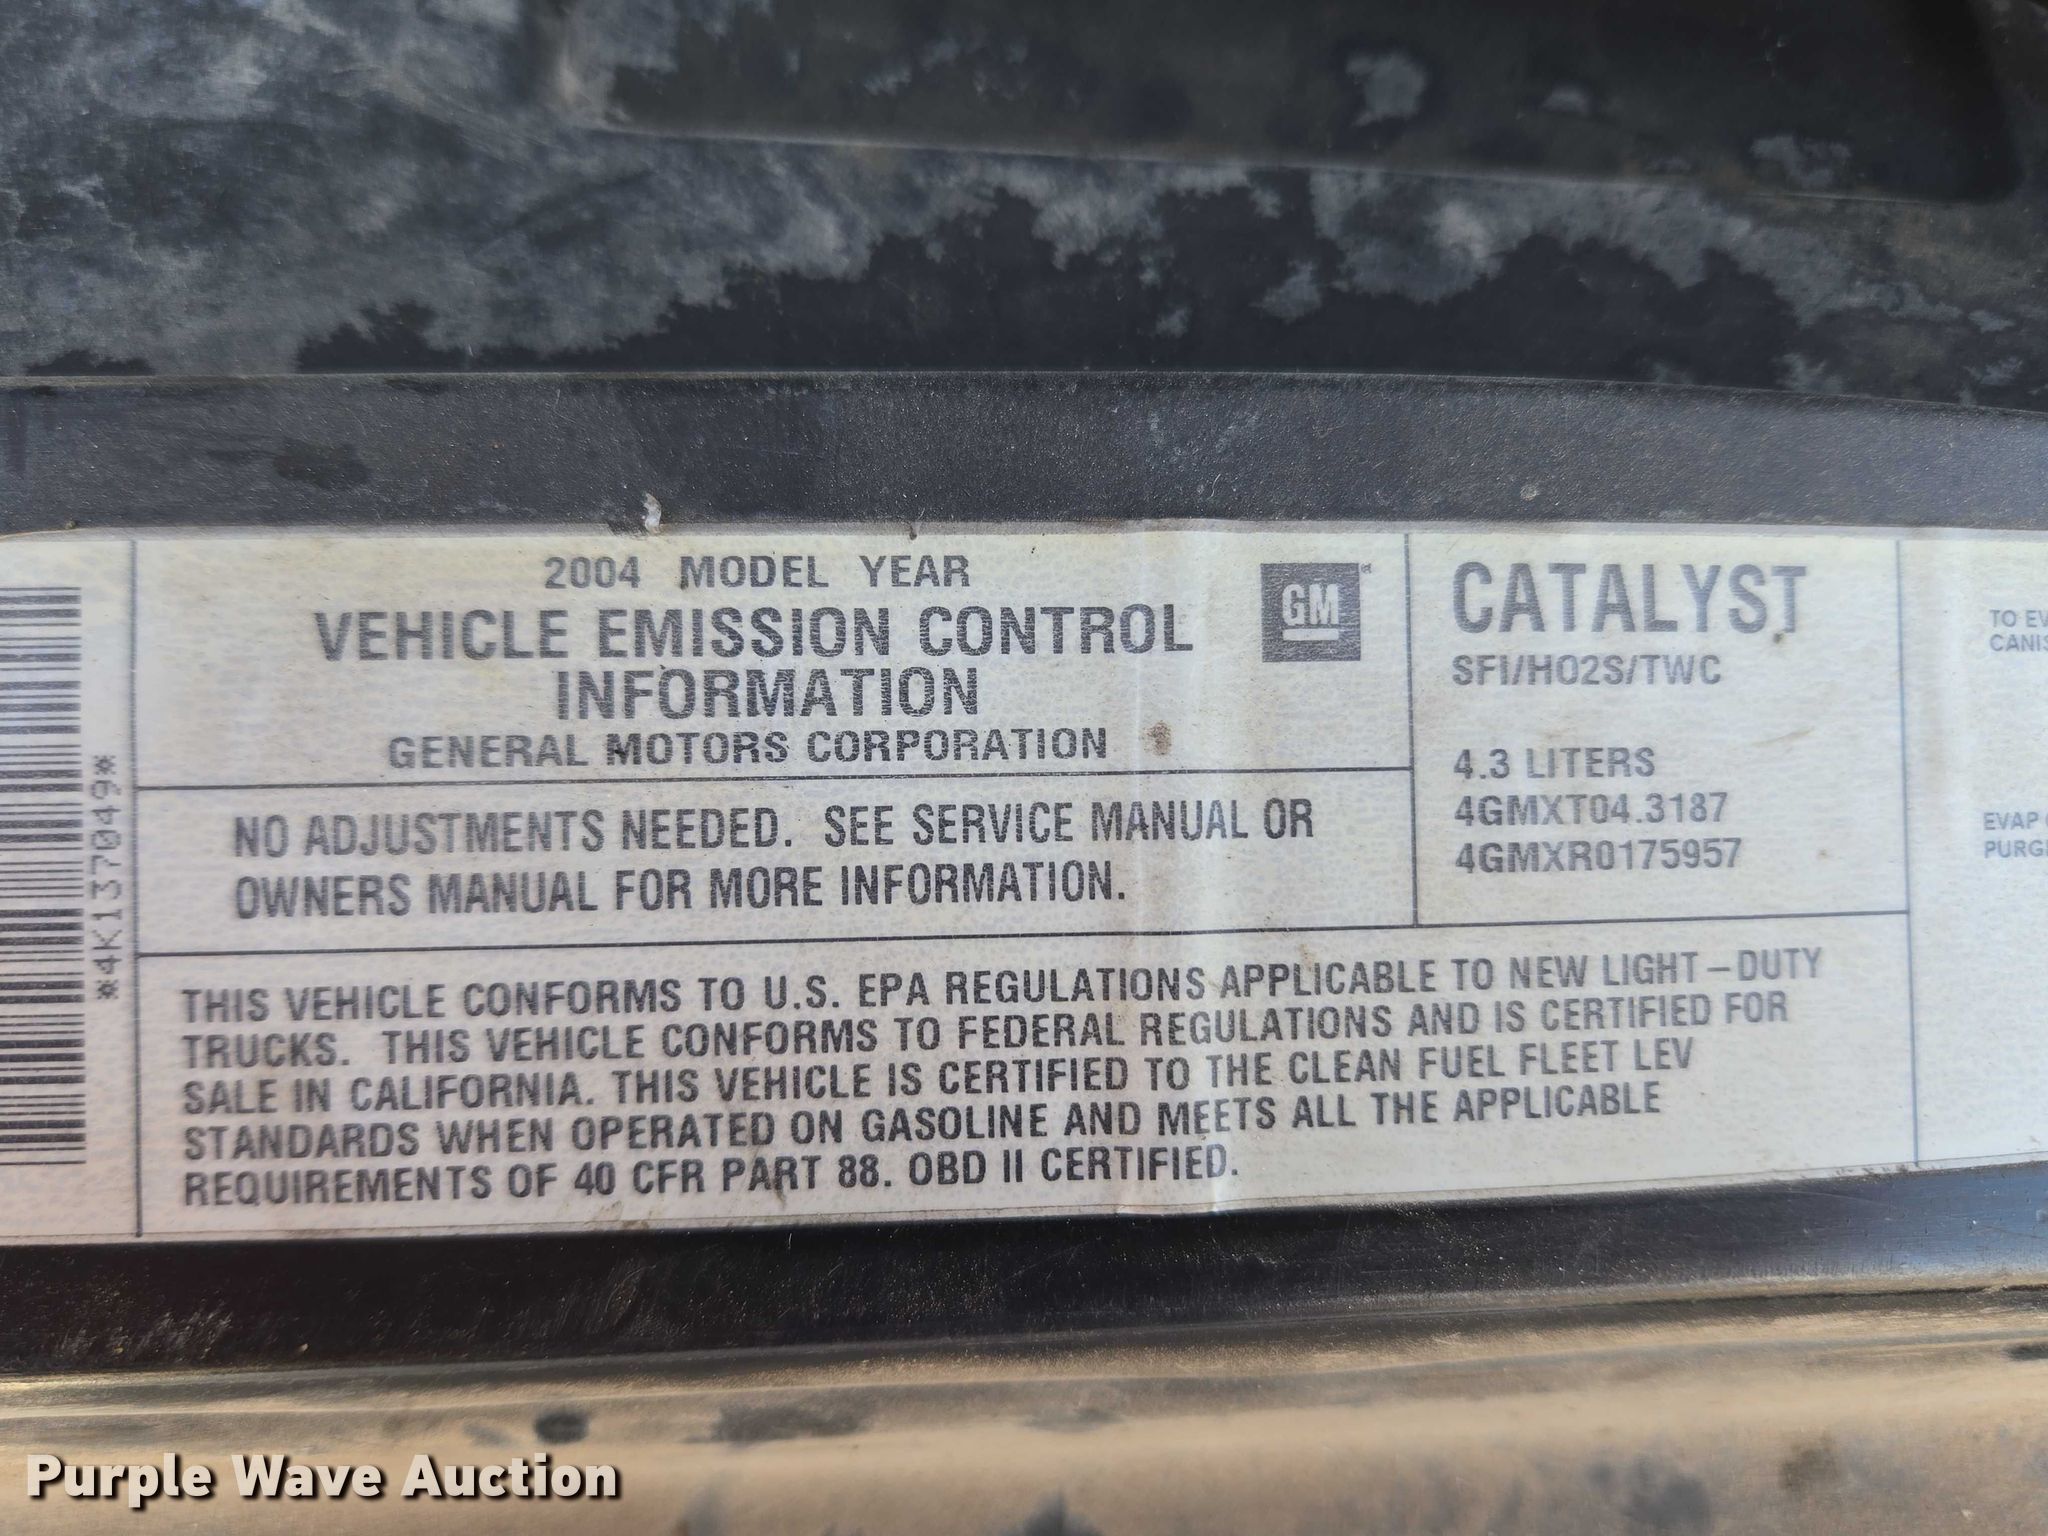 *4K137049*
2004 MODEL YEAR
VEHICLE EMISSION CONTROL
INFORMATION
GENERAL MOTORS CORPORATION
GM
NO ADJUSTMENTS NEEDED. SEE SERVICE MANUAL OR
OWNERS MANUAL FOR MORE INFORMATION.
CATALYST
SFI/HO2S/TWC
4.3 LITERS
4GMXT04.3187
4GMXR0175957
THIS VEHICLE CONFORMS TO U.S. EPA REGULATIONS APPLICABLE TO NEW LIGHT-DUTY
TRUCKS. THIS VEHICLE CONFORMS TO FEDERAL REGULATIONS AND IS CERTIFIED FOR
SALE IN CALIFORNIA. THIS VEHICLE IS CERTIFIED TO THE CLEAN FUEL FLEET LEV
STANDARDS WHEN OPERATED ON GASOLINE AND MEETS ALL THE APPLICABLE
REQUIREMENTS OF 40 CFR PART 88. OBD II CERTIFIED.
TO EV
CANIS
EVAP
PURGE
Purple Wave Auction